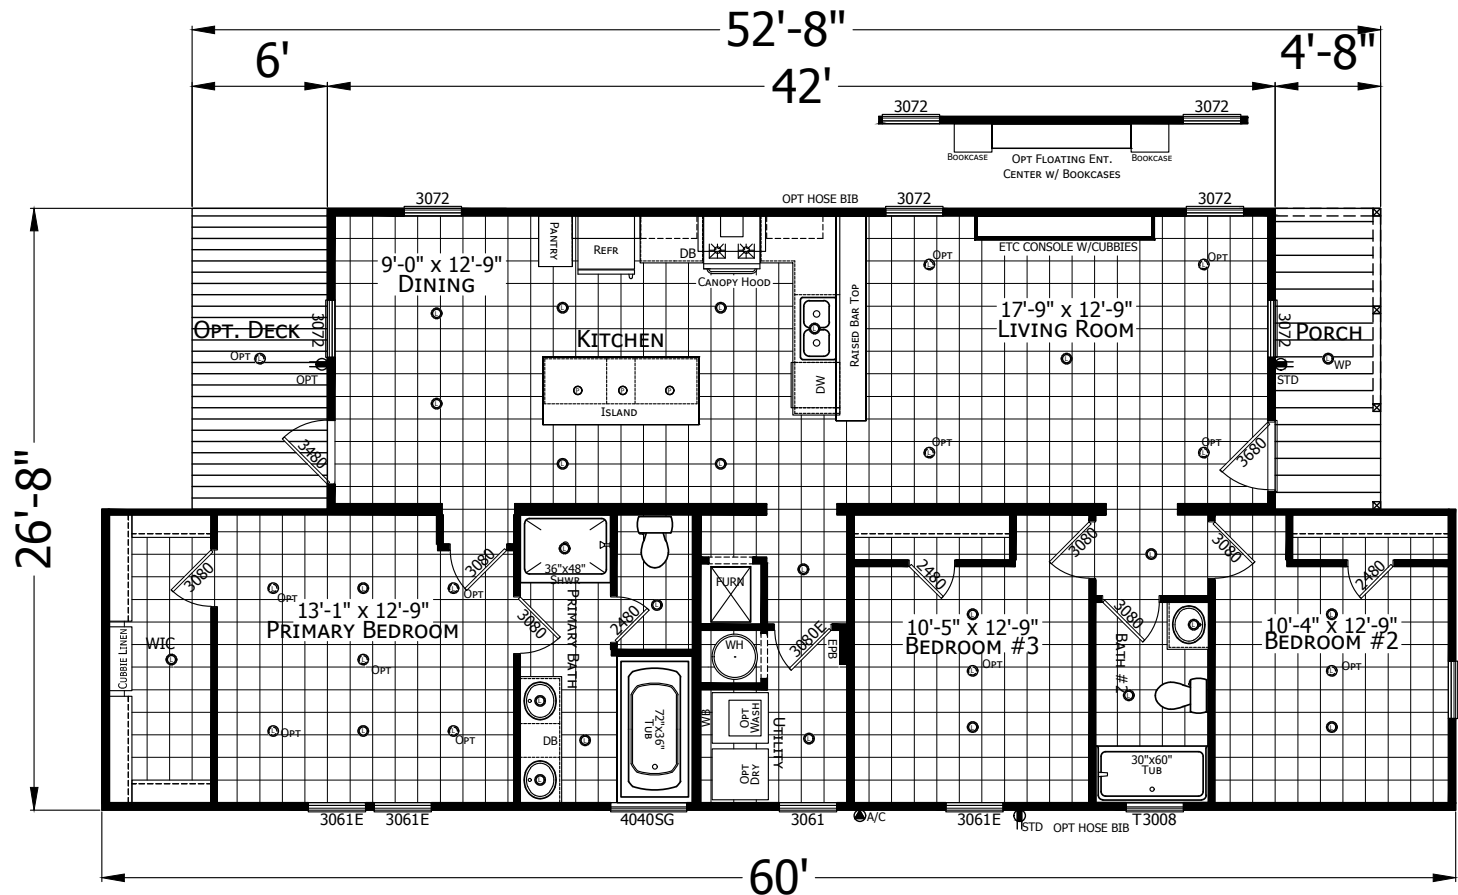 52'-8"
6'
42'
4'-8"
3072
3072
BOOKCASE
OPT FLOATING ENT.
CENTER W/ BOOKCASES
BOOKCASE
3072
OPT HOSE BIB
3072
3072
PANTRY
REFR
DB
CANOPY HOOD
ETC CONSOLE W/CUBBIES
OPT
OPT
9'-0" x 12'-9"
DINING
17'-9" x 12'-9"
LIVING ROOM
RAISED BAR TOP
OPT. DECK
3072
OPT
OPT
KITCHEN
P
P
P
ISLAND
DW
3072
PORCH
WP
STD
OPT
OPT
3480
3680
26'-8"
3080
3080
36"x48"
SHWR
FURN
2480
3080
3080
2480
OPT
OPT
13'-1" x 12'-9"
PRIMARY BEDROOM
WIC
CUBBIE LINEN
OPT
OPT
OPT
3080
PRIMARY BATH
2480
WH
3080E
EPB
10'-5" x 12'-9"
BEDROOM #3
OPT
3080
BATH #2
10'-4" x 12'-9"
BEDROOM #2
OPT
DB
72"x36"
TUB
WB
OPT
WASH
OPT
DRY
UTILITY
30"x60"
TUB
3061E
3061E
4040SG
3061
A/C
3061E
STD
OPT HOSE BIB
T3008
60'